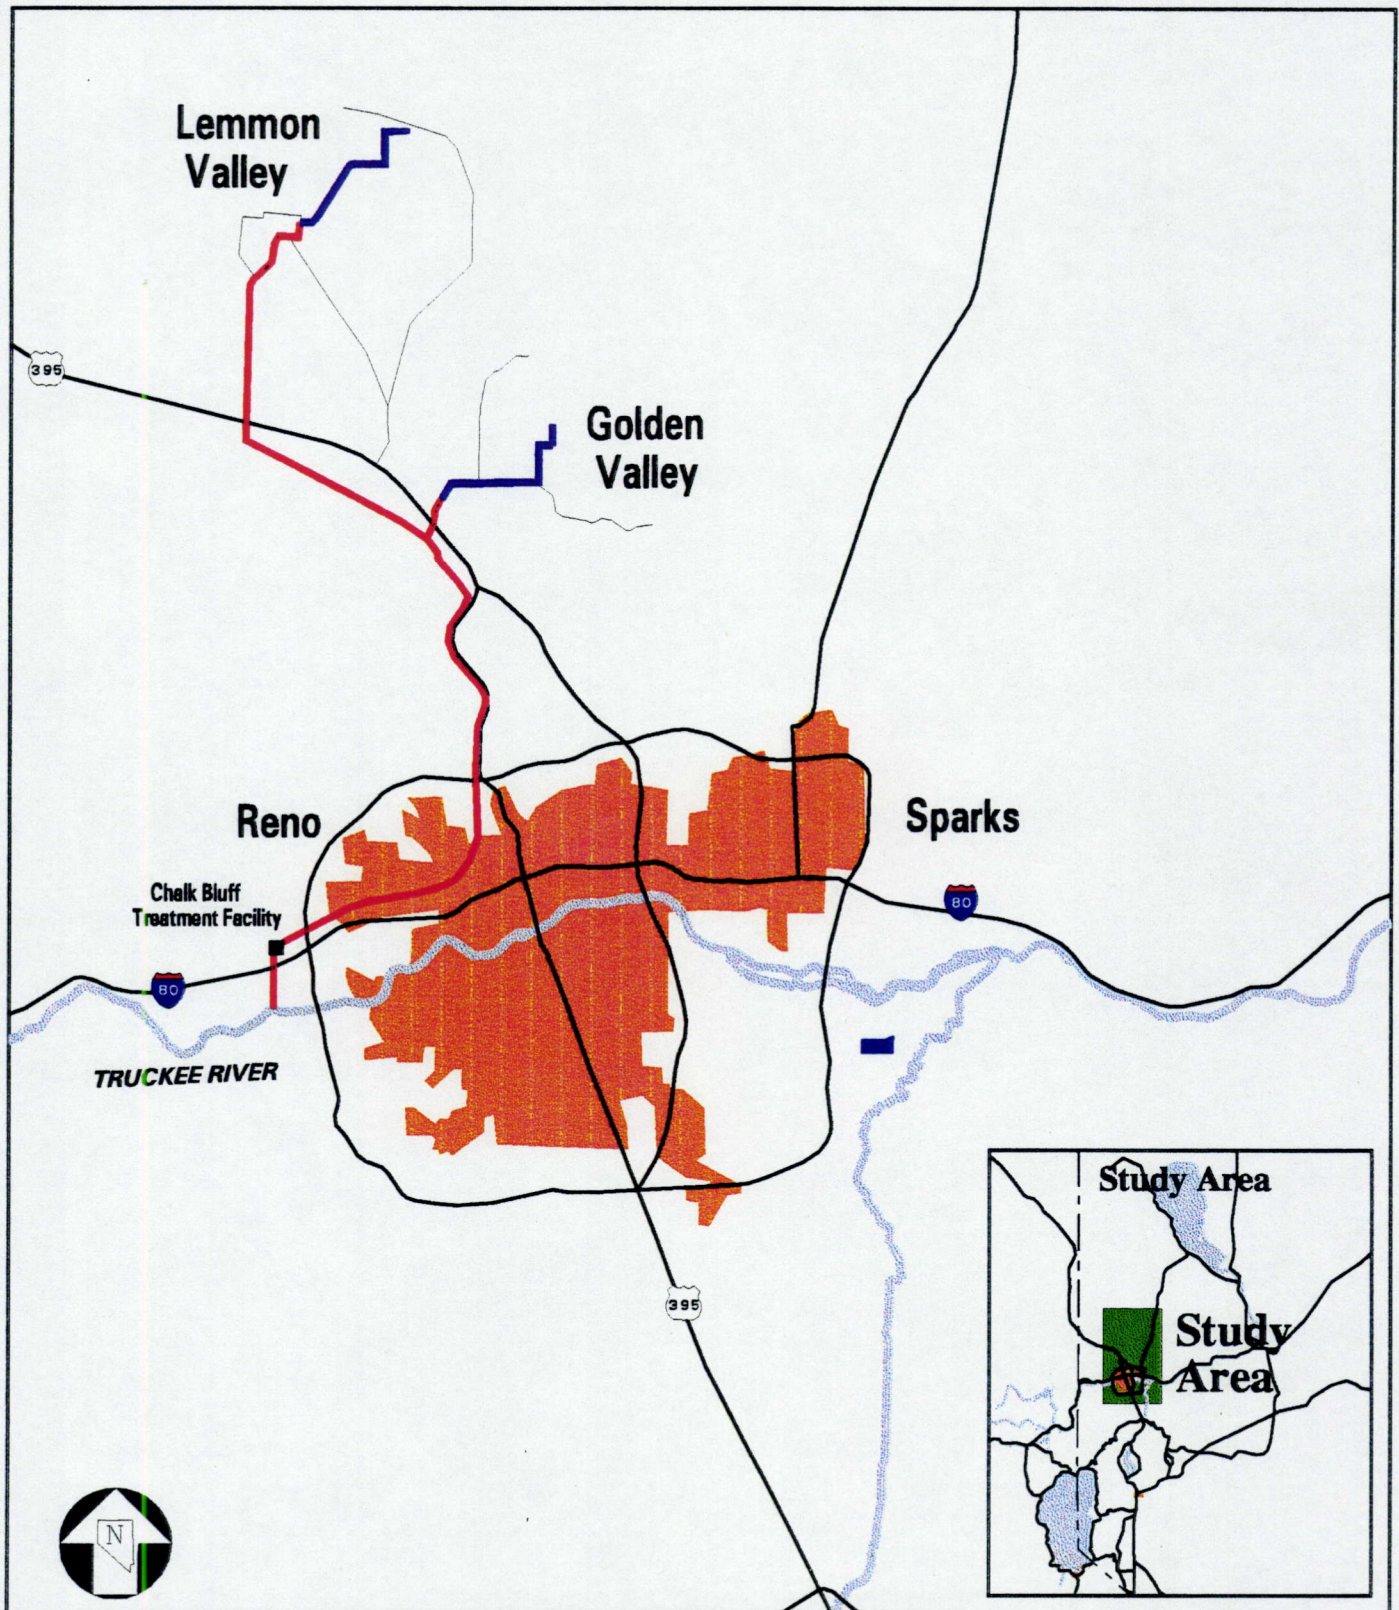 Lemmon
Valley
395
Golden
Valley
Reno
Sparks
Chalk Bluff
Treatment Facility
80
80
TRUCKEE RIVER
395
Study Area
Study
Area
N